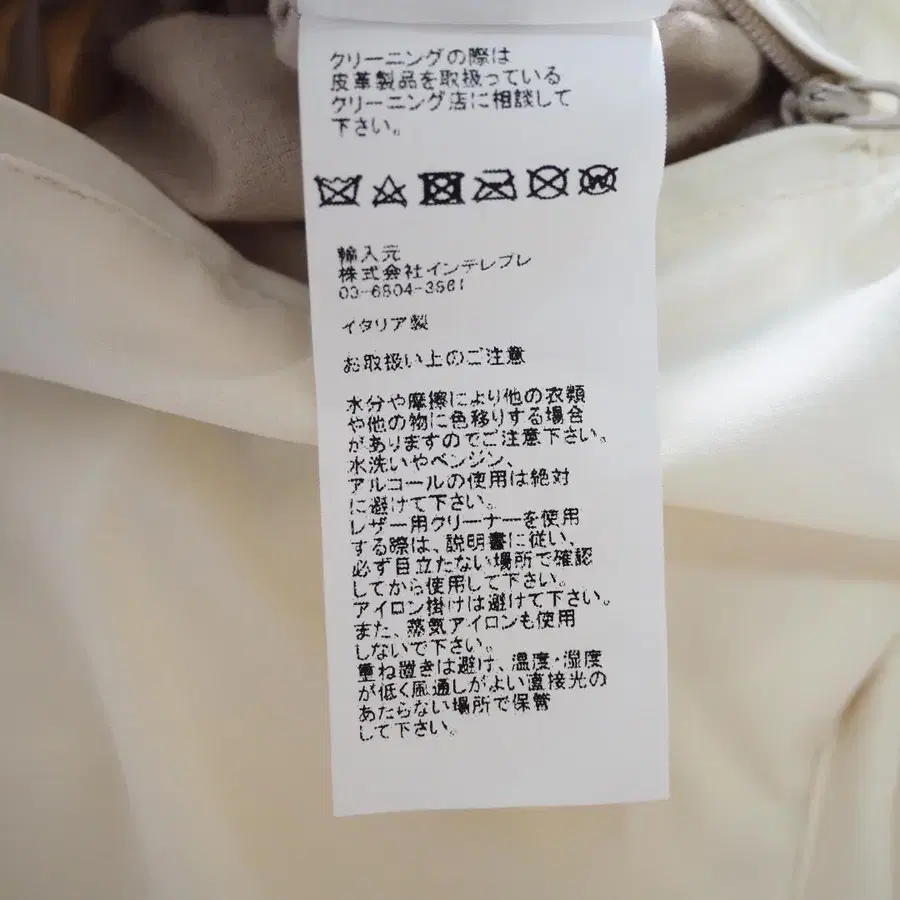 クリーニングの際は
皮革製品を取扱っている
クリーニング店に相談して
下さい。
W
輸入元
株式会社インテレプレ
03-6804-3861
イタリア製
お取扱い上のご注意
水分や摩擦により他の衣類
や他の物に色移りする場合
がありますのでご注意下さい。
水洗いやベンジン、
アルコールの使用は絶対
に避けて下さい。
レザー用クリーナーを使用
する際は、説明書に従い、
必ず目立たない場所で確認
してから使用して下さい。
アイロン掛けは避けて下さい。
また、蒸気アイロンも使用
しないで下さい。
重ね置きは避け、温度・湿度
が低く風通しがよい直接光の
あたらない場所で保管
して下さい。